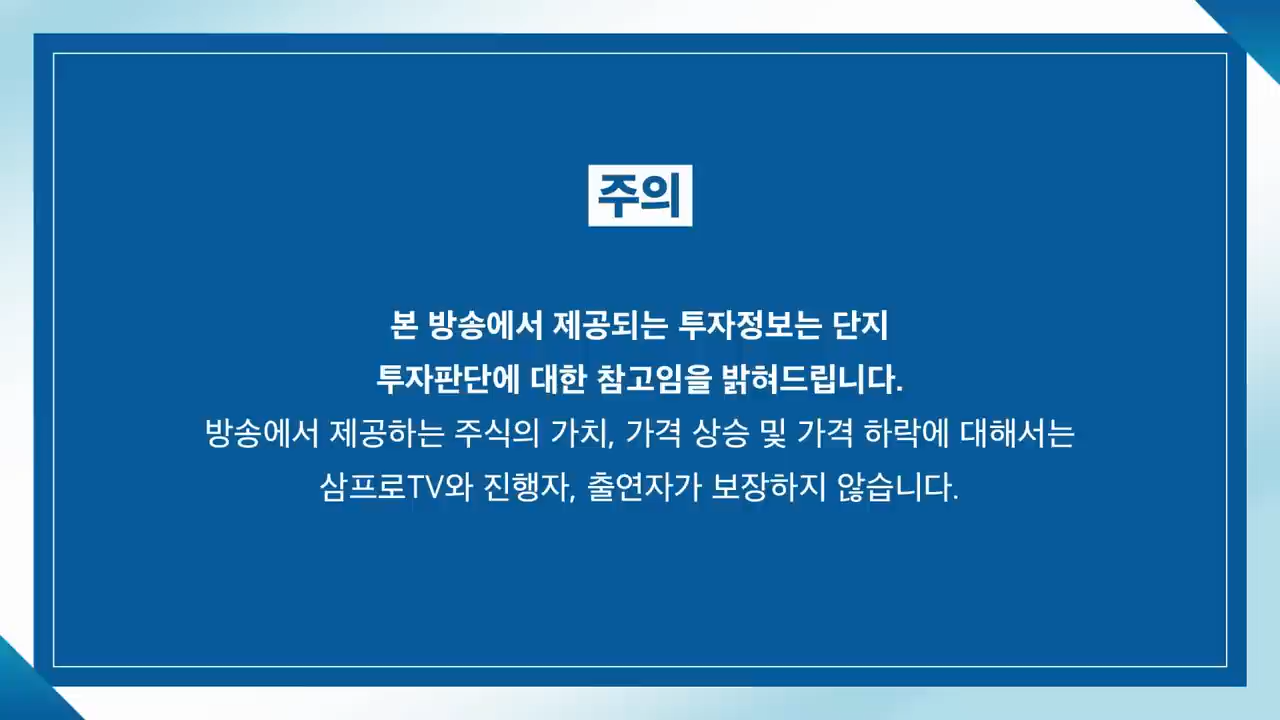 주의
본 방송에서 제공되는 투자정보는 단지
투자판단에 대한 참고임을 밝혀드립니다.
방송에서 제공하는 주식의 가치, 가격 상승 및 가격 하락에 대해서는
삼프로TV와 진행자, 출연자가 보장하지 않습니다.